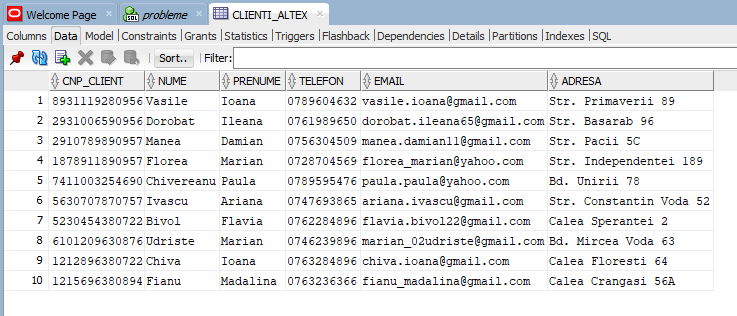 Welcome Page probleme CLIENTI_ALTEX
Columns Data Model Constraints Grants Statistics Triggers Flashback Dependencies Details Partitions Indexes SQL
Sort.. Filter:
CNP_CLIENT NUME PRENUME TELEFON EMAIL ADRESA
1 8931119280956 Vasile Ioana 0789604632 vasile.ioana@gmail.com Str. Primaverii 89
2 2931006590956 Dorobat Ileana 0761989650 dorobat.ileana65@gmail.com Str. Basarab 96
3 2910789890957 Manea Damian 0756304509 manea.damian11@gmail.com Str. Pacii 5C
4 1878911890957 Florea Marian 0728704569 florea_marian@yahoo.com Str. Independentei 189
5 7411003254690 Chivereanu Paula 0789595476 paula.paula@yahoo.com Bd. Unirii 78
6 5630707870757 Ivascu Ariana 0747693865 ariana.ivascu@gmail.com Str. Constantin Voda 52
7 5230454380722 Bivol Flavia 0762284896 flavia.bivol22@gmail.com Calea Sperantei 2
8 6101209630876 Udriste Marian 0746239896 marian_02udriste@gmail.com Bd. Mircea Voda 63
9 1212896380722 Chiva Ioana 0763284896 chiva.ioana@gmail.com Calea Floresti 64
10 1215696380894 Fianu Madalina 0763236366 fianu_madalina@gmail.com Calea Crangasi 56A